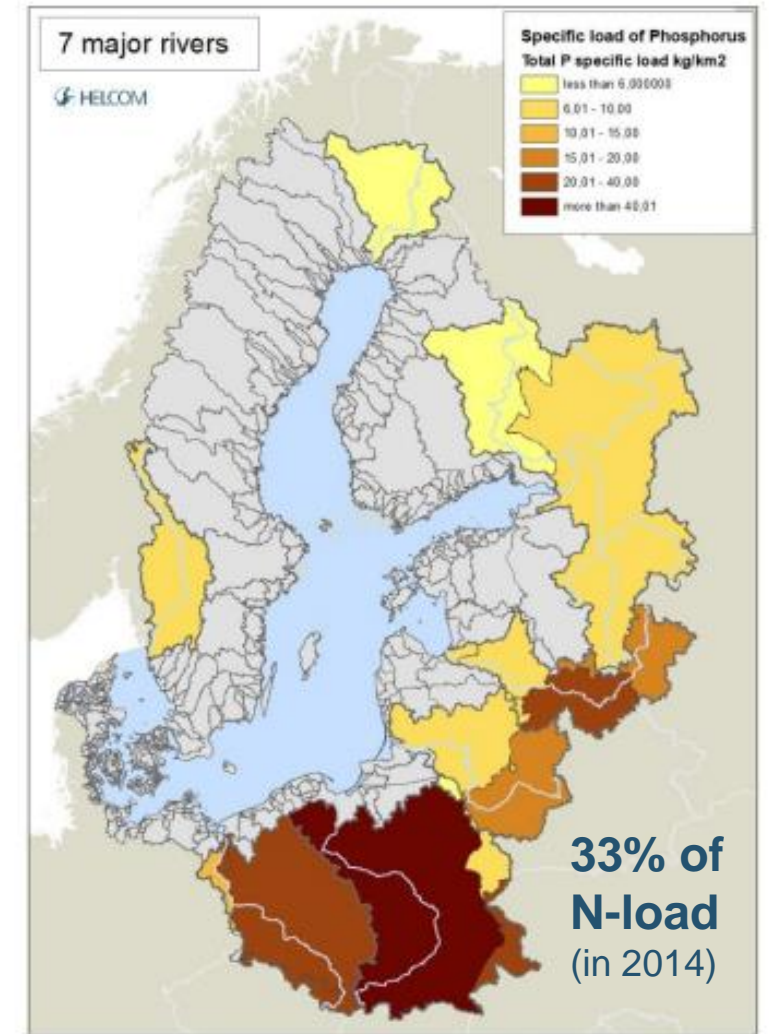 7 major rivers
HELCOM
Specific load of Phosphorus
Total P specific load kg/km2
less than 6,000000
6,01 - 10,00
10,01 - 15,00
15,01 - 20,00
20,01 - 40,00
more than 40,01
33% of
N-load
(in 2014)